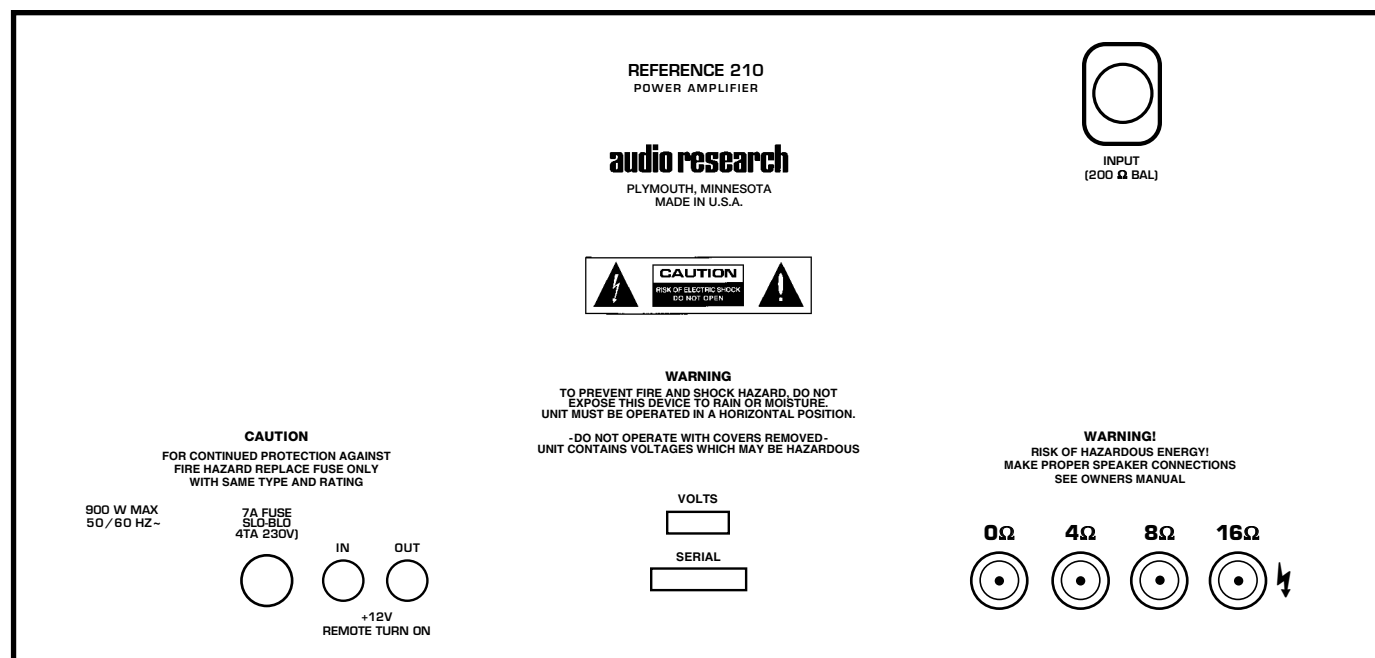 REFERENCE 210
POWER AMPLIFIER
audio research
PLYMOUTH, MINNESOTA
MADE IN U.S.A.
INPUT
(200 Ω BAL)
CAUTION
RISK OF ELECTRIC SHOCK
DO NOT OPEN
WARNING
TO PREVENT FIRE AND SHOCK HAZARD, DO NOT
EXPOSE THIS DEVICE TO RAIN OR MOISTURE.
UNIT MUST BE OPERATED IN A HORIZONTAL POSITION.
-DO NOT OPERATE WITH COVERS REMOVED-
UNIT CONTAINS VOLTAGES WHICH MAY BE HAZARDOUS
CAUTION
FOR CONTINUED PROTECTION AGAINST
FIRE HAZARD REPLACE FUSE ONLY
WITH SAME TYPE AND RATING
900 W MAX
50/60 HZ~
7A FUSE
SLO-BLO
4TA 230V)
IN
OUT
+12V
REMOTE TURN ON
VOLTS
SERIAL
WARNING!
RISK OF HAZARDOUS ENERGY!
MAKE PROPER SPEAKER CONNECTIONS
SEE OWNERS MANUAL
0Ω
4Ω
8Ω
16Ω